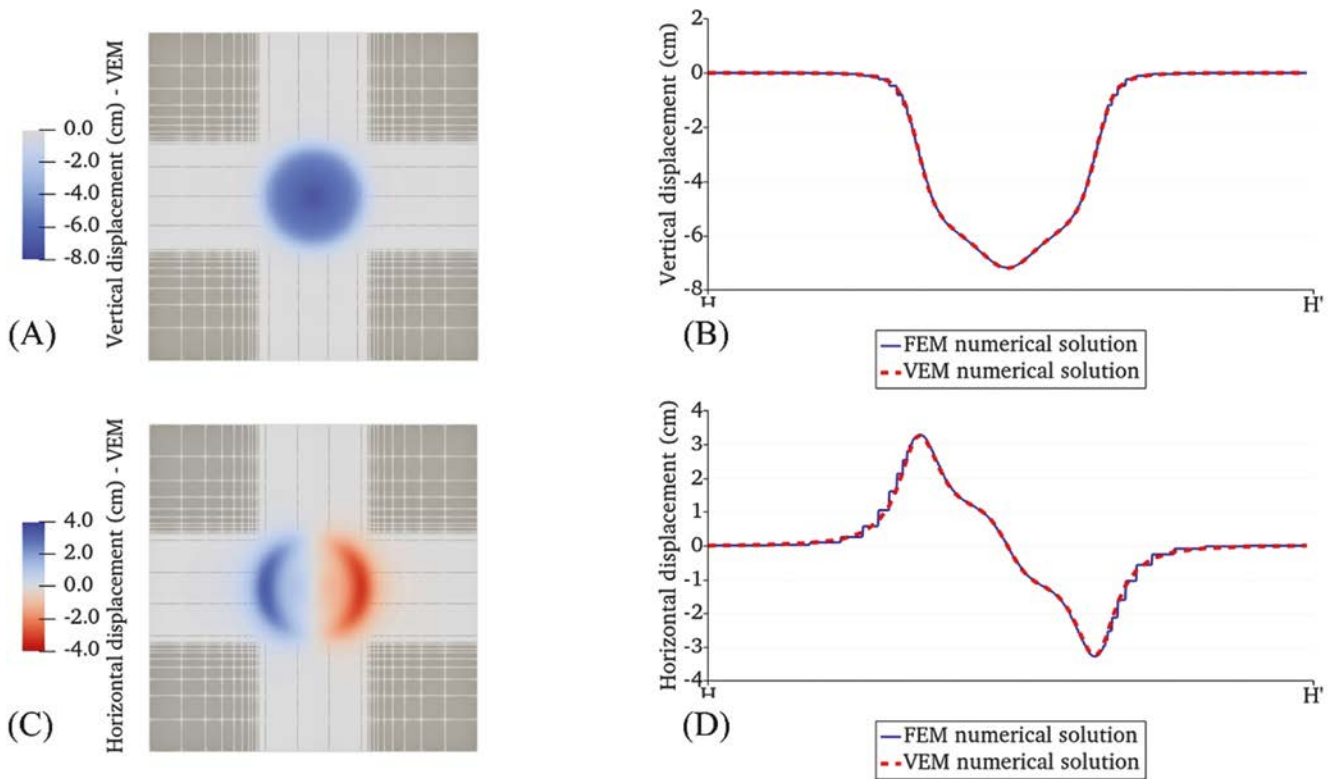 Vertical displacement (cm) - VEM
0.0
-2.0
-4.0
-6.0
-8.0
(A)
Vertical displacement (cm)
2
0
-2
-4
-6
-8
H
H'
(B)
FEM numerical solution
VEM numerical solution
Horizontal displacement (cm) - VEM
4.0
2.0
0.0
-2.0
-4.0
(C)
Horizontal displacement (cm)
4
3
2
1
0
-1
-2
-3
-4
H
H'
(D)
FEM numerical solution
VEM numerical solution